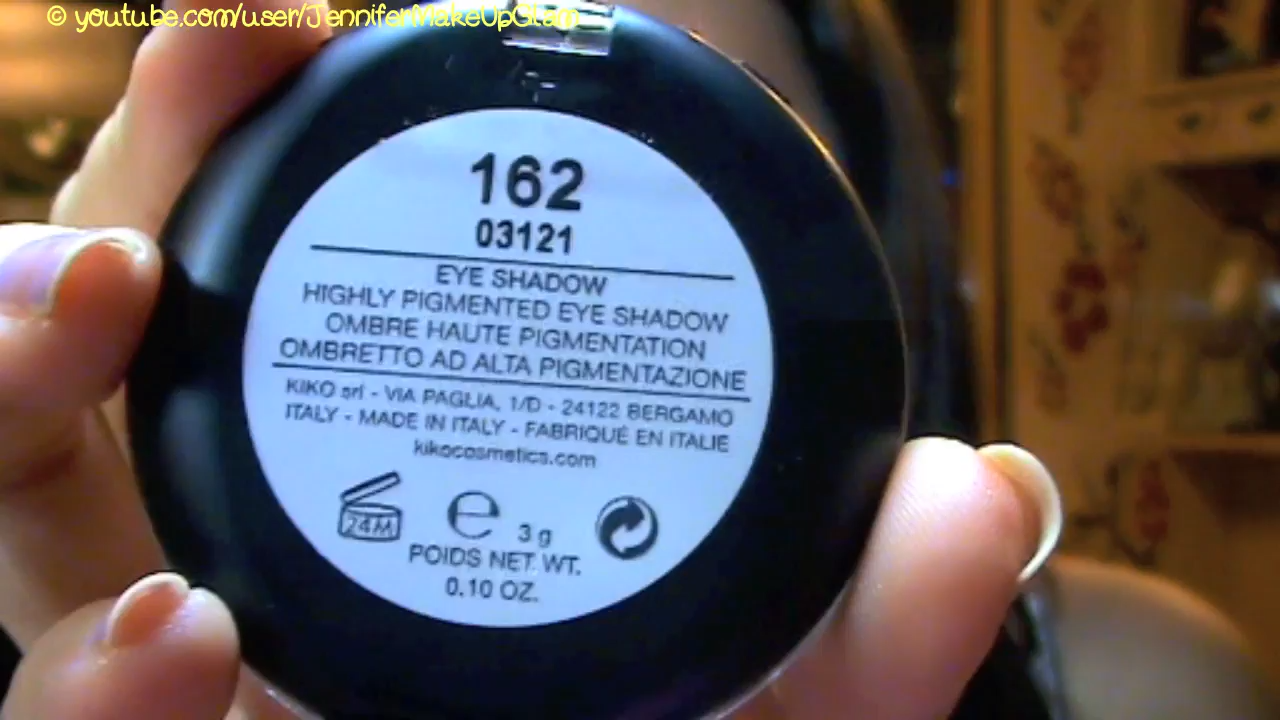 © youtube.com/user/JenniferMakeUpGlam
162
03121
EYE SHADOW
HIGHLY PIGMENTED EYE SHADOW
OMBRE HAUTE PIGMENTATION
OMBRETTO AD ALTA PIGMENTAZIONE
KIKO srl - VIA PAGLIA, 1/D - 24122 BERGAMO
ITALY - MADE IN ITALY - FABRIQUÉ EN ITALIE
kikocosmetics.com
24M
e 3 g
POIDS NET. WT.
0.10 OZ.